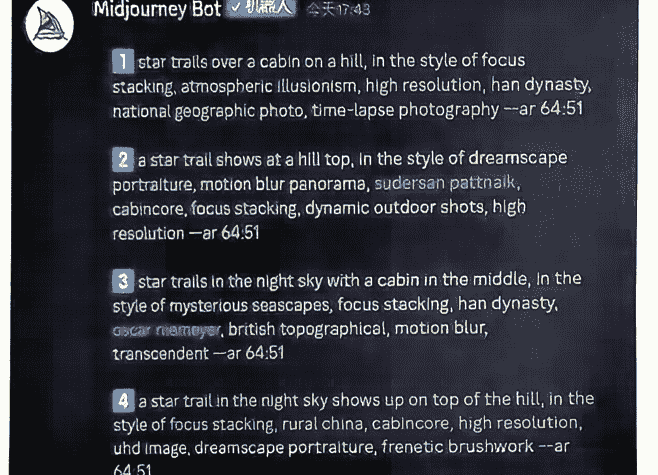 Midjourney Bot ✓机器人 今天17:43
1 star trails over a cabin on a hill, in the style of focus
stacking, atmospheric illusionism, high resolution, han dynasty,
national geographic photo, time-lapse photography --ar 64:51
2 a star trail shows at a hill top, in the style of dreamscape
portraiture, motion blur panorama, sudersan pattnaik,
cabincore, focus stacking, dynamic outdoor shots, high
resolution —ar 64:51
3 star trails in the night sky with a cabin in the middle, in the
style of mysterious seascapes, focus stacking, han dynasty,
oscar niemeyer, british topographical, motion blur,
transcendent —ar 64:51
4 a star trail in the night sky shows up on top of the hill, in the
style of focus stacking, rural china, cabincore, high resolution,
uhd image, dreamscape portraiture, frenetic brushwork --ar
64:51